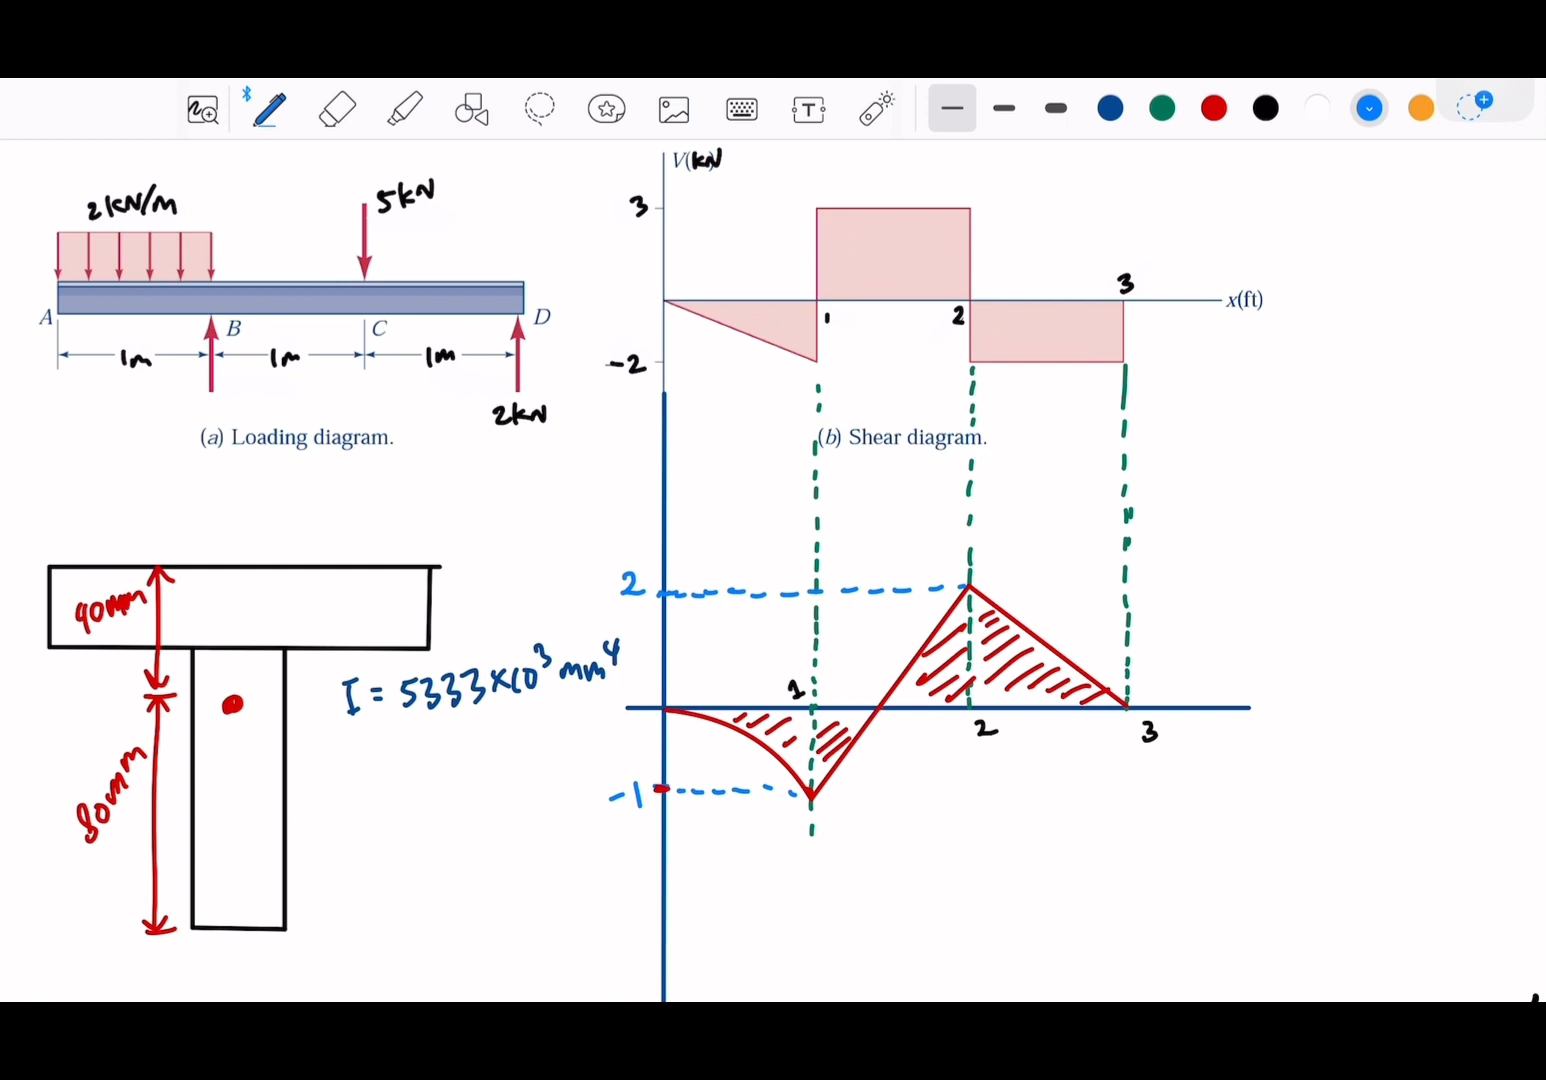 2kN/m
5kN
A
B
C
D
1m
1m
1m
2kN
(a) Loading diagram.
V(kN)
3
-2
1
2
3
x(ft)
(b) Shear diagram.
40mm
80mm
I = 5333×10³ mm⁴
2
-1
1
2
3
T